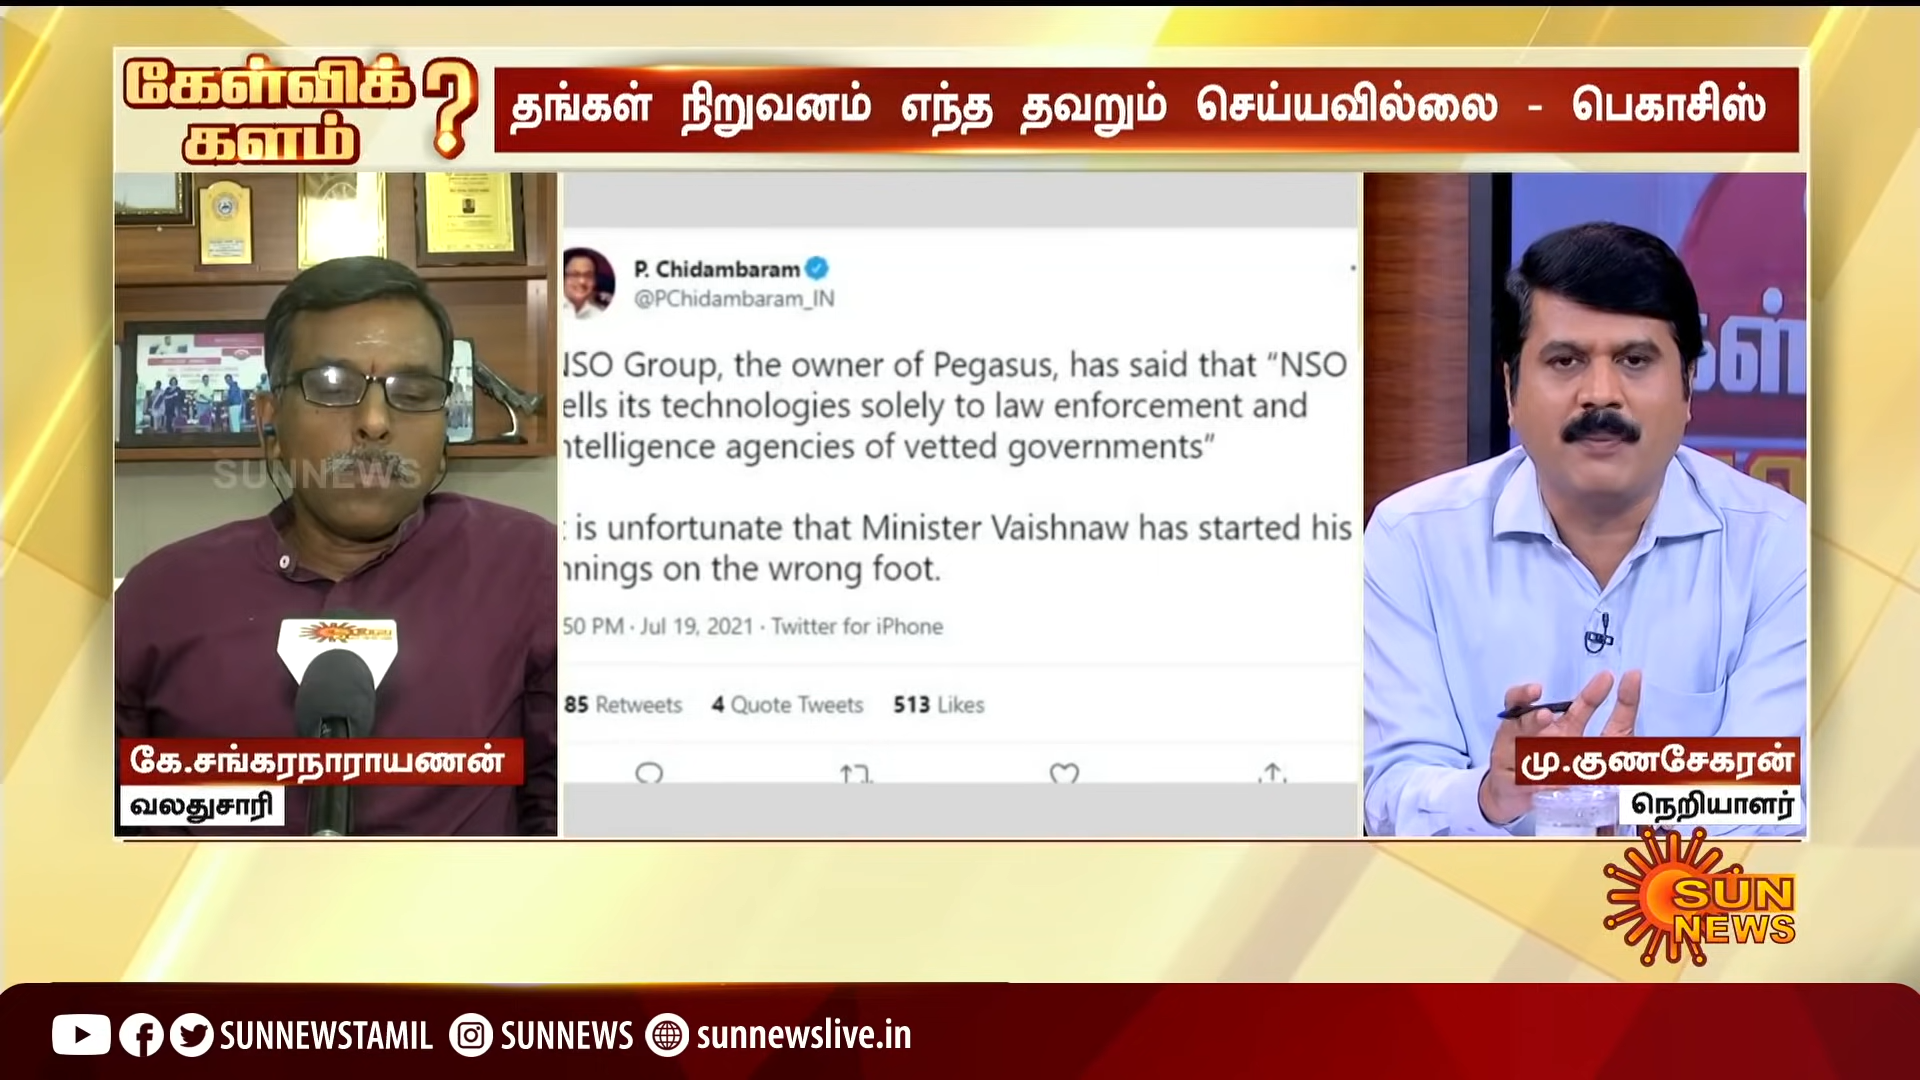 கேள்விக்
களம்?
தங்கள் நிறுவனம் எந்த தவறும் செய்யவில்லை - பெகாசிஸ்
P. Chidambaram
@PChidambaram_IN
NSO Group, the owner of Pegasus, has said that “NSO
ells its technologies solely to law enforcement and
ntelligence agencies of vetted governments”
is unfortunate that Minister Vaishnaw has started his
nnings on the wrong foot.
50 PM · Jul 19, 2021 · Twitter for iPhone
85 Retweets 4 Quote Tweets 513 Likes
SUNNEWS
கே.சங்கரநாராயணன்
வலதுசாரி
மு.குணசேகரன்
நெறியாளர்
SUN
NEWS
SUNNEWSTAMIL SUNNEWS sunnewslive.in